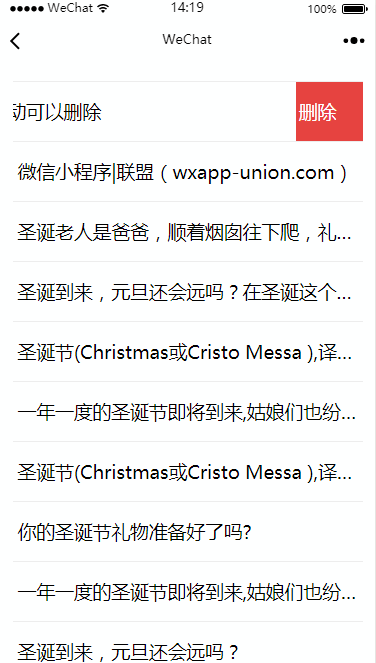 WeChat 14:19 100%
WeChat
动可以删除 删除
微信小程序|联盟（wxapp-union.com）
圣诞老人是爸爸，顺着烟囱往下爬，礼...
圣诞到来，元旦还会远吗？在圣诞这个...
圣诞节(Christmas或Cristo Messa ),译...
一年一度的圣诞节即将到来,姑娘们也纷...
圣诞节(Christmas或Cristo Messa ),译...
你的圣诞节礼物准备好了吗?
一年一度的圣诞节即将到来,姑娘们也纷...
圣诞到来，元旦还会远吗？